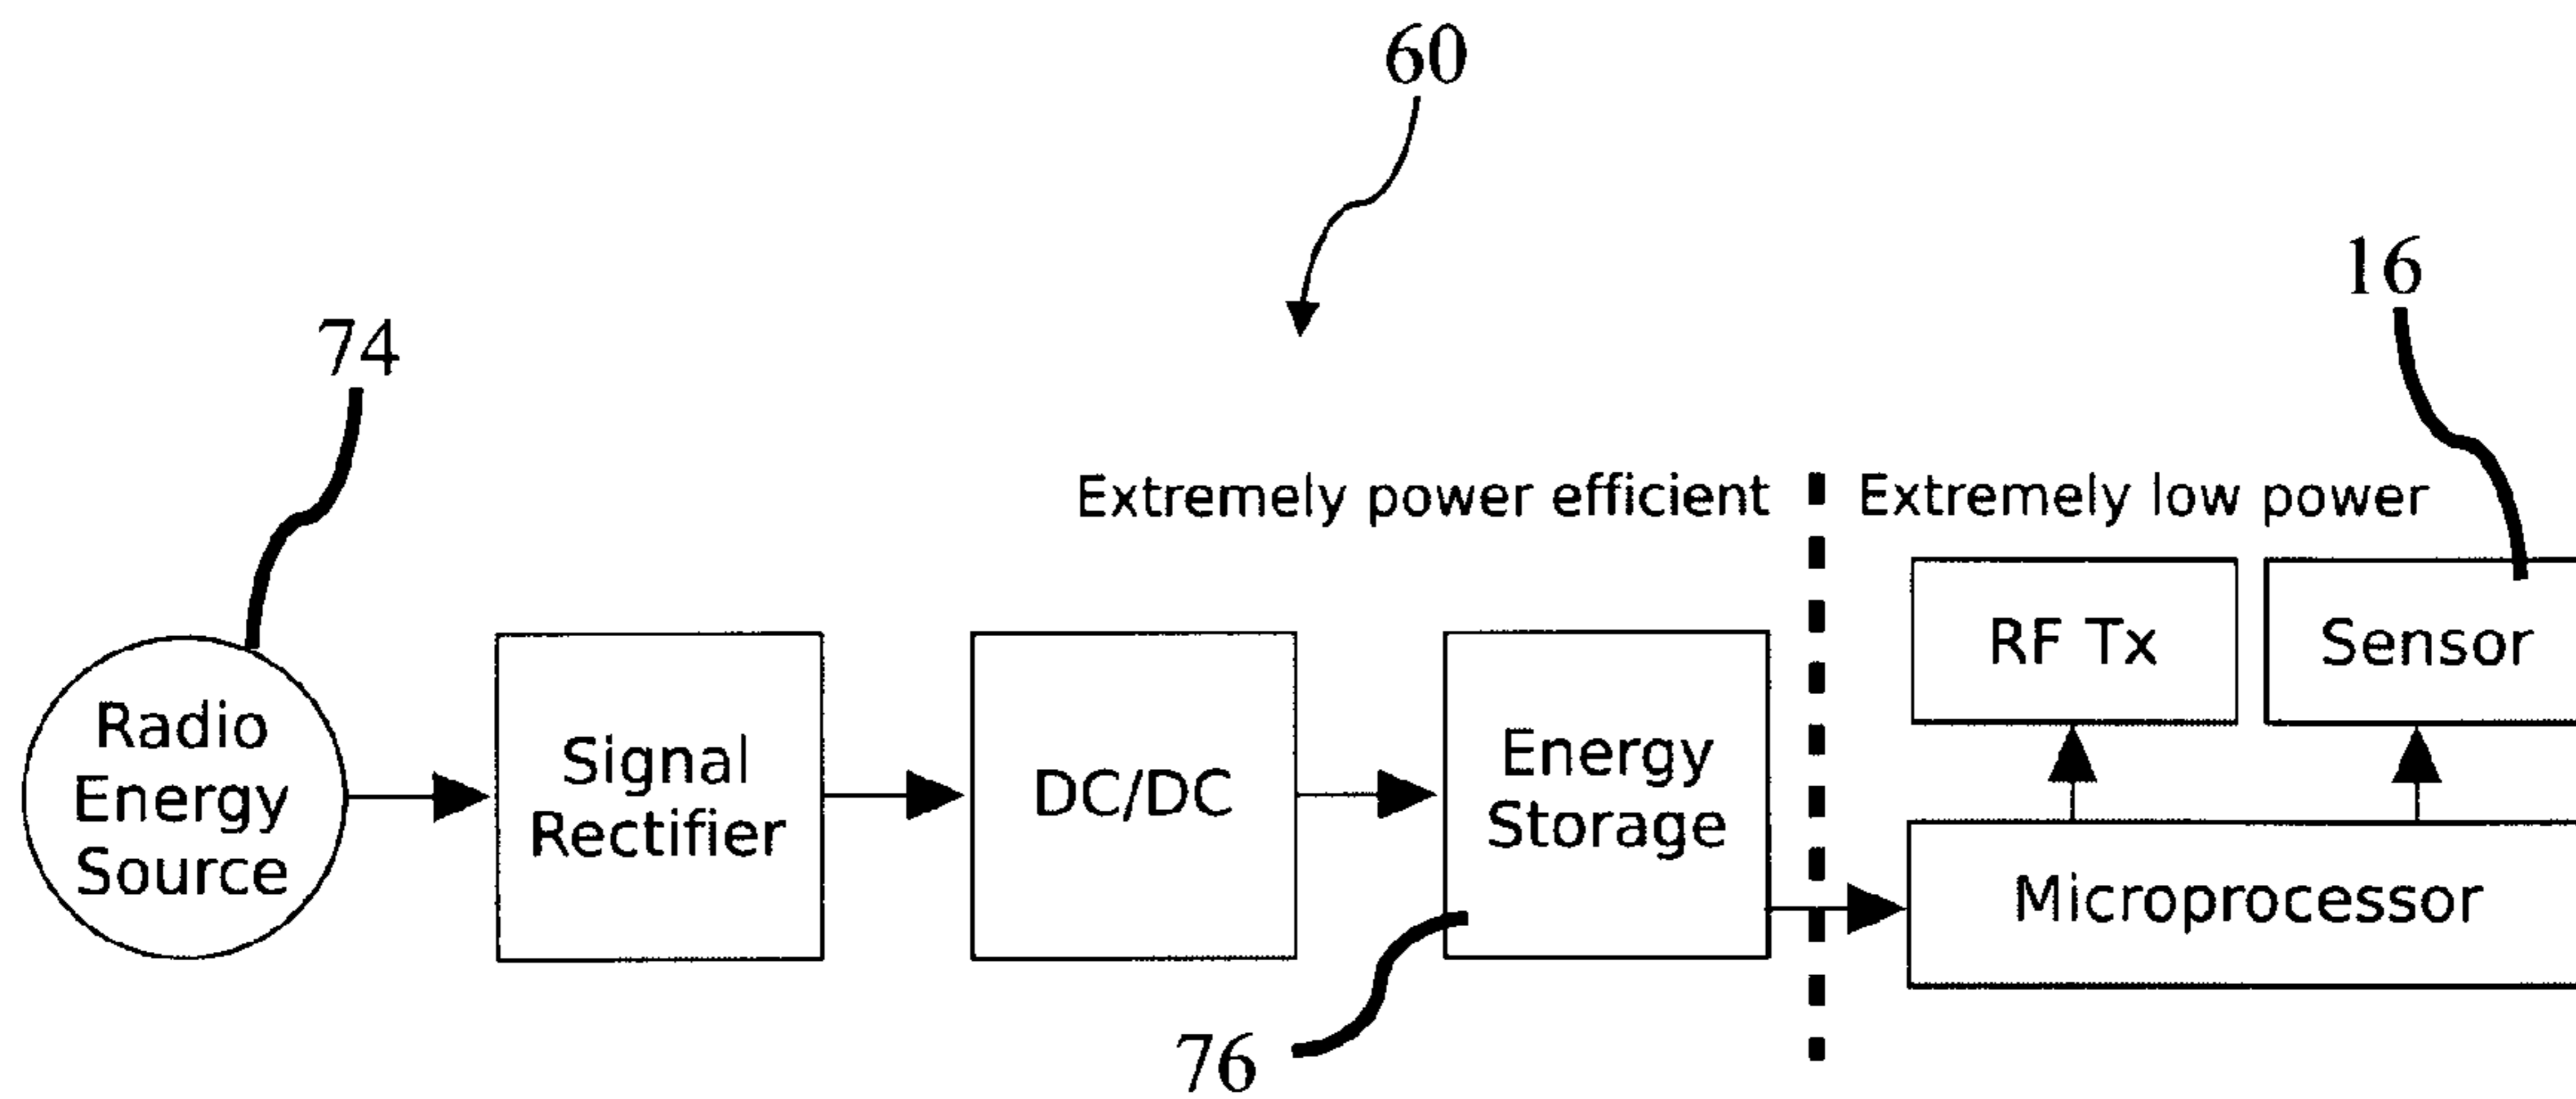 60
16
74
Extremely power efficient
Extremely low power
RF Tx
Sensor
Radio
Energy
Source
Signal
Rectifier
DC/DC
Energy
Storage
Microprocessor
76